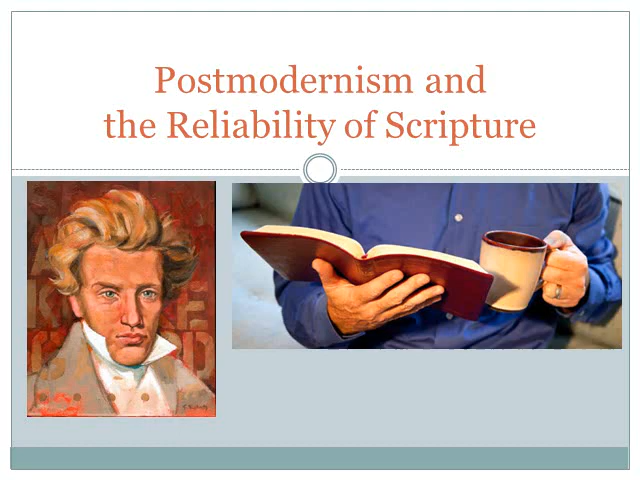 Postmodernism and
the Reliability of Scripture